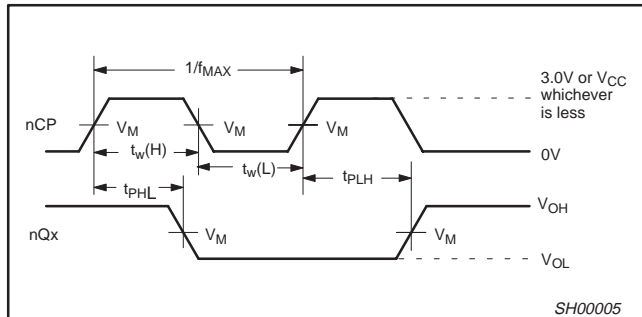 1/fMAX
3.0V or VCC
whichever
is less
nCP
VM
VM
VM
tw(H)
tw(L)
0V
tPHL
tPLH
VOH
nQx
VM
VM
VOL
SH00005